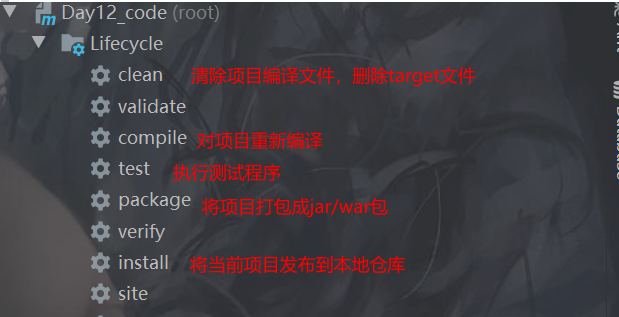 Day12_code (root)
Lifecycle
clean 清除项目编译文件，删除target文件
validate
compile 对项目重新编译
test 执行测试程序
package 将项目打包成jar/war包
verify
install 将当前项目发布到本地仓库
site